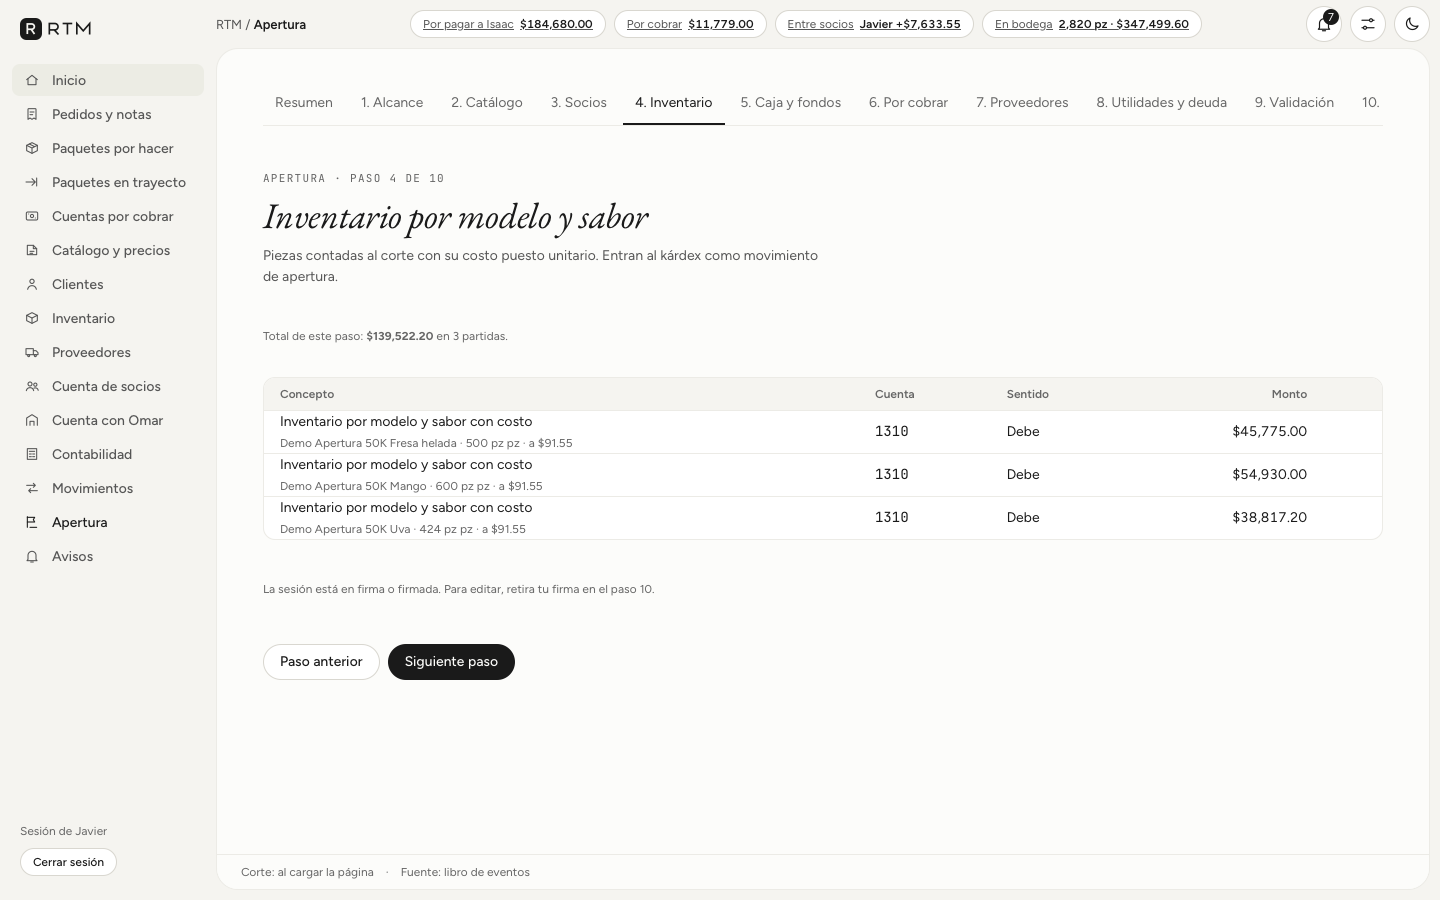 R RTM
RTM / Apertura
Por pagar a Isaac $184,680.00
Por cobrar $11,779.00
Entre socios Javier +$7,633.55
En bodega 2,820 pz · $347,499.60
7
Inicio
Pedidos y notas
Paquetes por hacer
Paquetes en trayecto
Cuentas por cobrar
Catálogo y precios
Clientes
Inventario
Proveedores
Cuenta de socios
Cuenta con Omar
Contabilidad
Movimientos
Apertura
Avisos
Sesión de Javier
Cerrar sesión
Resumen 1. Alcance 2. Catálogo 3. Socios 4. Inventario 5. Caja y fondos 6. Por cobrar 7. Proveedores 8. Utilidades y deuda 9. Validación 10.
APERTURA · PASO 4 DE 10
Inventario por modelo y sabor
Piezas contadas al corte con su costo puesto unitario. Entran al kárdex como movimiento
de apertura.
Total de este paso: $139,522.20 en 3 partidas.
Concepto Cuenta Sentido Monto
Inventario por modelo y sabor con costo
Demo Apertura 50K Fresa helada · 500 pz pz · a $91.55
1310 Debe $45,775.00
Inventario por modelo y sabor con costo
Demo Apertura 50K Mango · 600 pz pz · a $91.55
1310 Debe $54,930.00
Inventario por modelo y sabor con costo
Demo Apertura 50K Uva · 424 pz pz · a $91.55
1310 Debe $38,817.20
La sesión está en firma o firmada. Para editar, retira tu firma en el paso 10.
Paso anterior Siguiente paso
Corte: al cargar la página · Fuente: libro de eventos